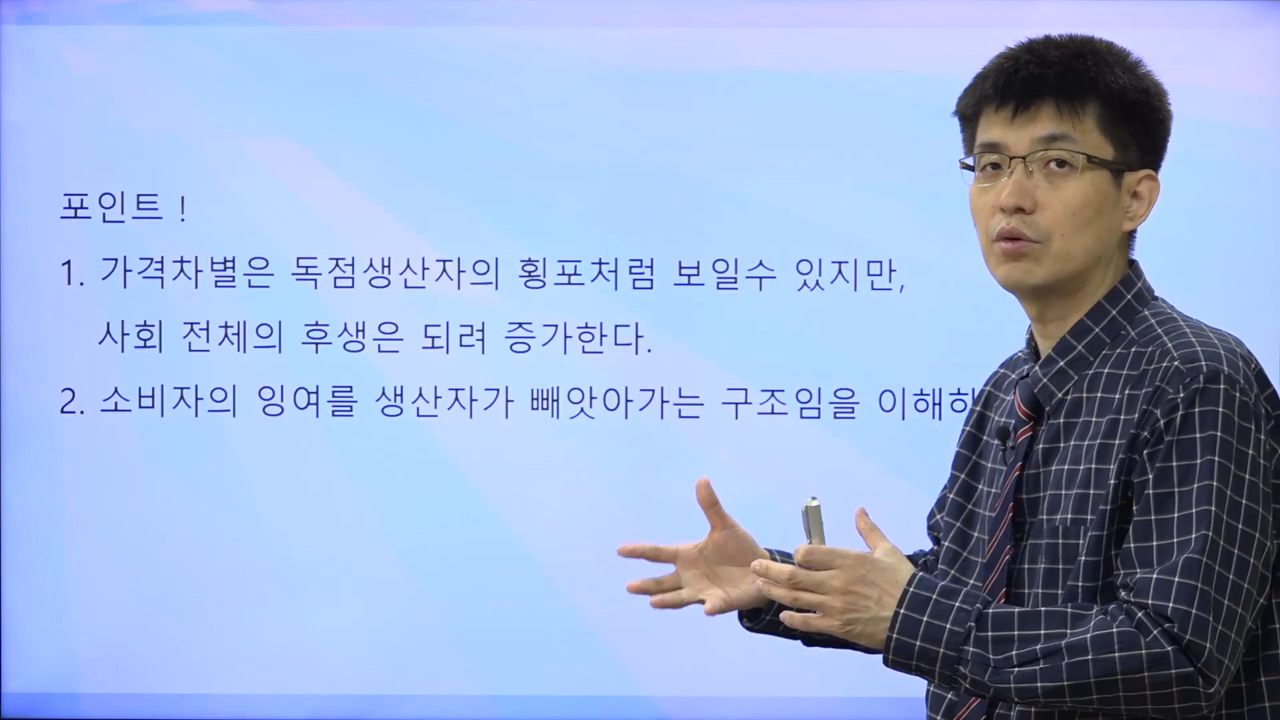 포인트 !
1. 가격차별은 독점생산자의 횡포처럼 보일수 있지만,
사회 전체의 후생은 되려 증가한다.
2. 소비자의 잉여를 생산자가 빼앗아가는 구조임을